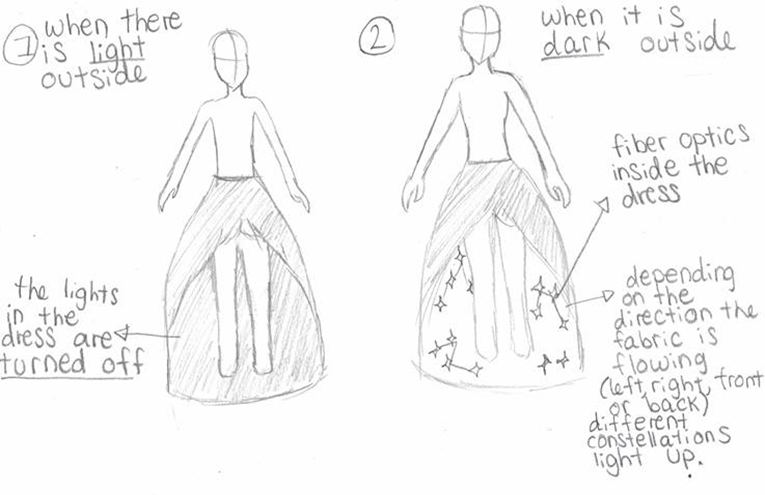 ① when there
is light
outside
the lights
in the
dress are
turned off
② when it is
dark outside
fiber optics
inside the
dress
depending
on the
direction the
fabric is
flowing
(left, right, front
or back)
different
constellations
light up.